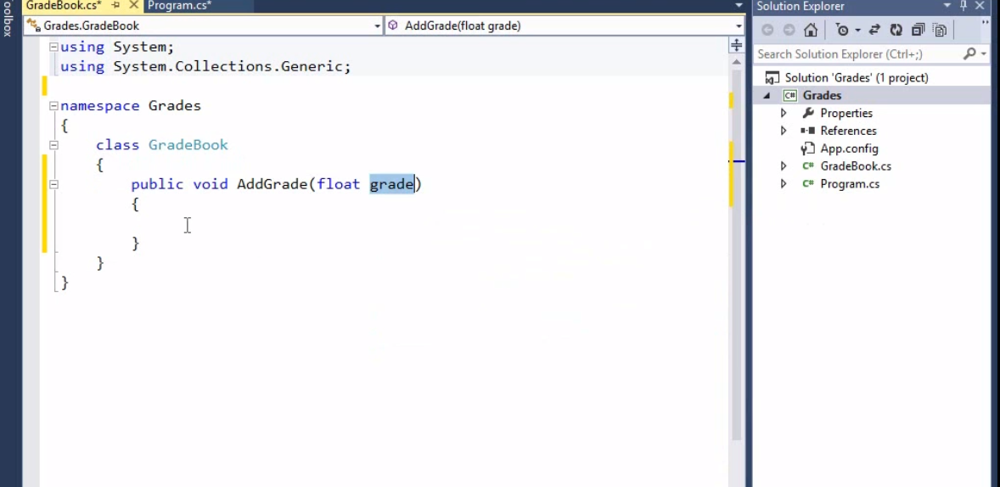 GradeBook.cs*
Program.cs*
Grades.GradeBook
AddGrade(float grade)
using System;
using System.Collections.Generic;
namespace Grades
{
class GradeBook
{
public void AddGrade(float grade)
{
}
}
}
Solution Explorer
Search Solution Explorer (Ctrl+;)
Solution 'Grades' (1 project)
C# Grades
Properties
References
App.config
C# GradeBook.cs
C# Program.cs